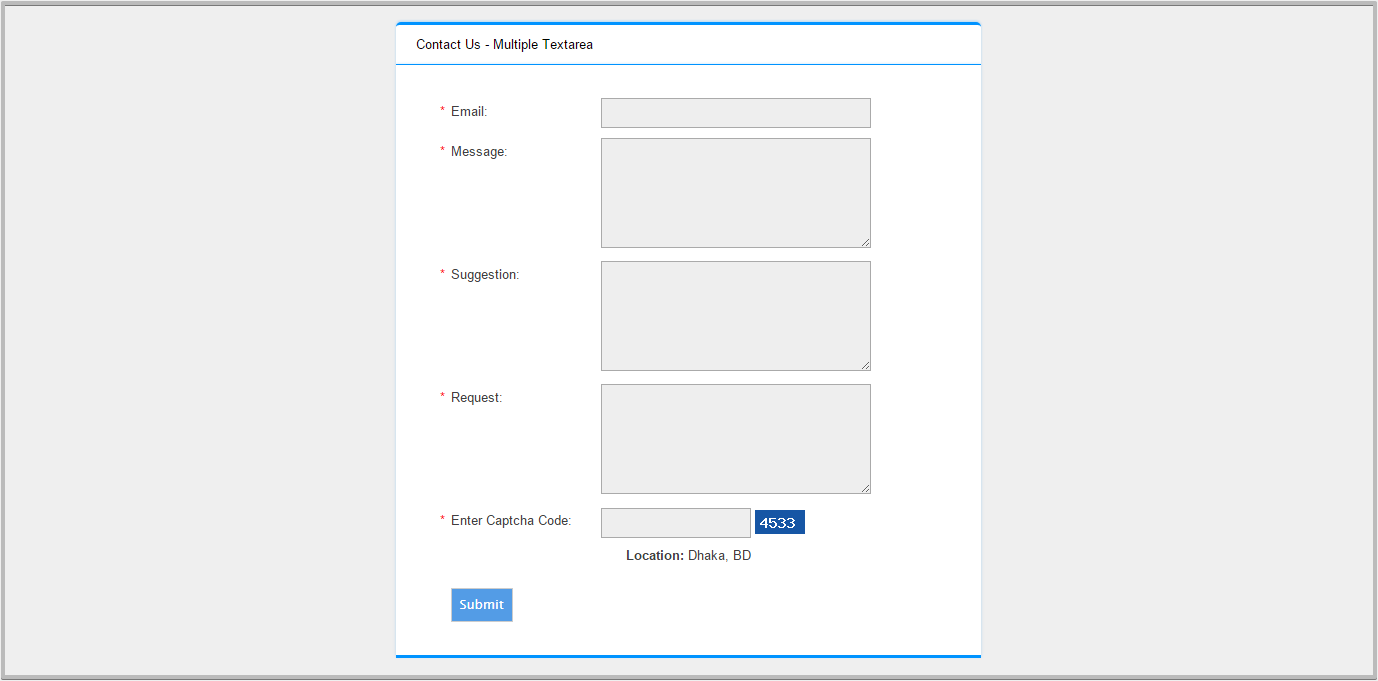 Contact Us - Multiple Textarea
* Email:
* Message:
* Suggestion:
* Request:
* Enter Captcha Code: 4533
Location: Dhaka, BD
Submit